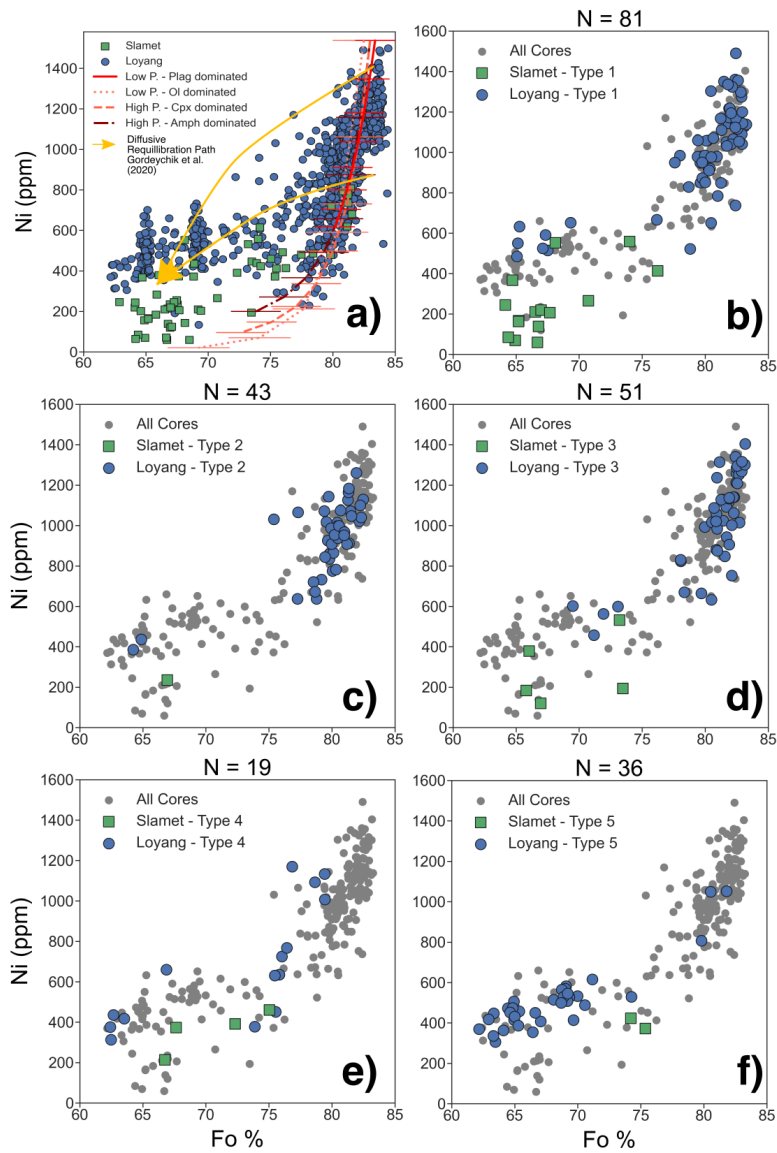 Slamet
Loyang
Low P. - Plag dominated
Low P. - Ol dominated
High P. - Cpx dominated
High P. - Amph dominated
Diffusive
Requillibration Path
Gordeychik et al.
(2020)
Ni (ppm)
1400
1200
1000
800
600
400
200
0
60 65 70 75 80 85
a)
N = 81
All Cores
Slamet - Type 1
Loyang - Type 1
1600
1400
1200
1000
800
600
400
200
0
60 65 70 75 80 85
b)
N = 43
All Cores
Slamet - Type 2
Loyang - Type 2
Ni (ppm)
1600
1400
1200
1000
800
600
400
200
0
60 65 70 75 80 85
c)
N = 51
All Cores
Slamet - Type 3
Loyang - Type 3
1600
1400
1200
1000
800
600
400
200
0
60 65 70 75 80 85
d)
N = 19
All Cores
Slamet - Type 4
Loyang - Type 4
Ni (ppm)
1600
1400
1200
1000
800
600
400
200
0
60 65 70 75 80 85
Fo %
e)
N = 36
All Cores
Slamet - Type 5
Loyang - Type 5
1600
1400
1200
1000
800
600
400
200
0
60 65 70 75 80 85
Fo %
f)